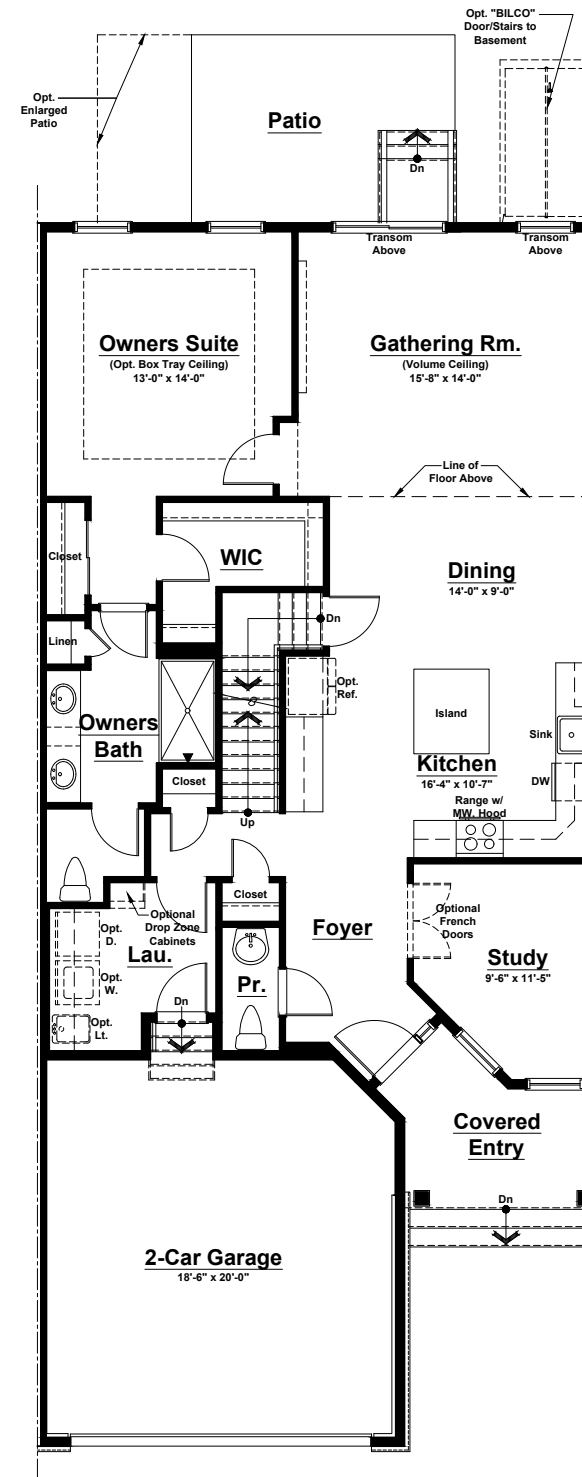 Opt. "BILCO"
Door/Stairs to
Basement
Opt.
Enlarged
Patio
Patio
Dn
Transom
Above
Transom
Above
Owners Suite
(Opt. Box Tray Ceiling)
13'-0" x 14'-0"
Gathering Rm.
(Volume Ceiling)
15'-8" x 14'-0"
Line of
Floor Above
Closet
WIC
Dining
14'-0" x 9'-0"
Dn
Linen
Opt.
Ref.
Owners
Bath
Island
Sink
Kitchen
16'-4" x 10'-7"
DW
Closet
Range w/
MW. Hood
Up
Closet
Optional
Drop Zone
Cabinets
Opt.
D.
Foyer
Optional
French
Doors
Lau.
Study
9'-6" x 11'-5"
Opt.
W.
Pr.
Dn
Opt.
Lt.
Covered
Entry
Dn
2-Car Garage
18'-6" x 20'-0"